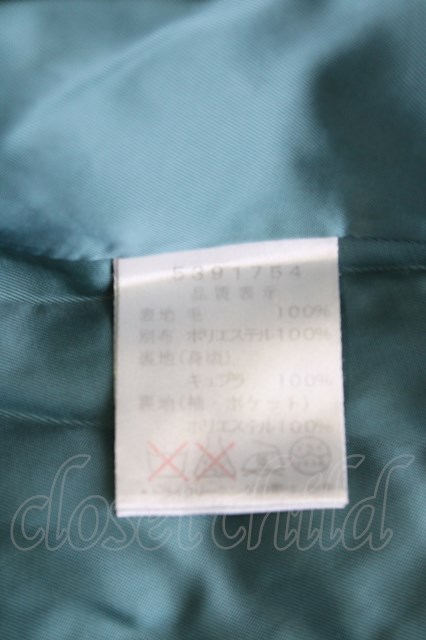 5391754
品質表示
表地 毛 100%
別布 ポリエステル100%
裏地(身頃)
キュプラ 100%
裏地(袖・ポケット)
ポリエステル100%
closet child